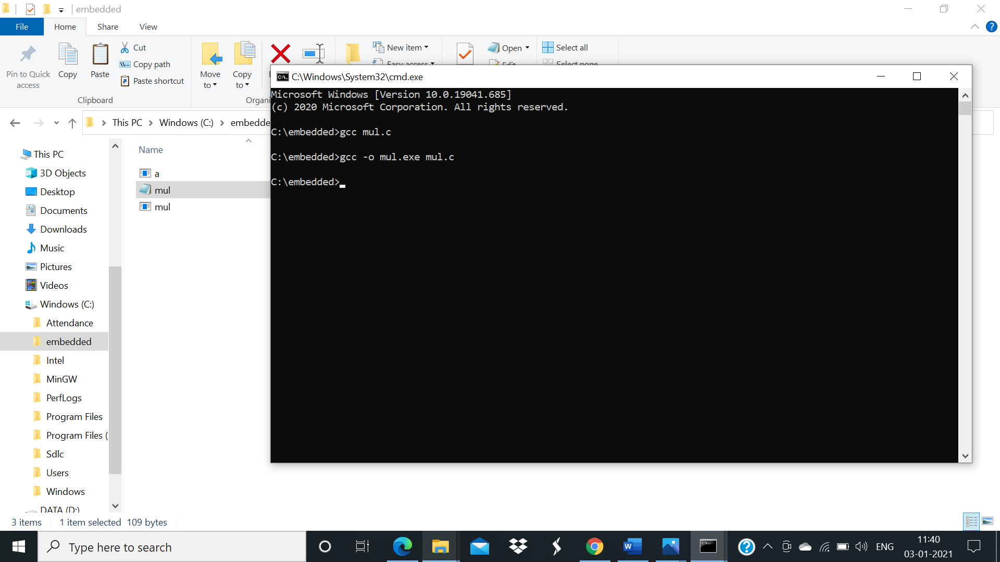 embedded
File Home Share View
Pin to Quick access
Copy
Paste
Cut
Copy path
Paste shortcut
Clipboard
Move to
Copy to
Organi
New item
Easy access
Open
Edit
Select all
Select none
This PC > Windows (C:) > embedde
C:\Windows\System32\cmd.exe
Microsoft Windows [Version 10.0.19041.685]
(c) 2020 Microsoft Corporation. All rights reserved.
C:\embedded>gcc mul.c
C:\embedded>gcc -o mul.exe mul.c
C:\embedded>
This PC
3D Objects
Desktop
Documents
Downloads
Music
Pictures
Videos
Windows (C:)
Attendance
embedded
Intel
MinGW
PerfLogs
Program Files
Program Files (
Sdlc
Users
Windows
DATA (D:)
Name
a
mul
mul
3 items 1 item selected 109 bytes
Type here to search
ENG
11:40
03-01-2021